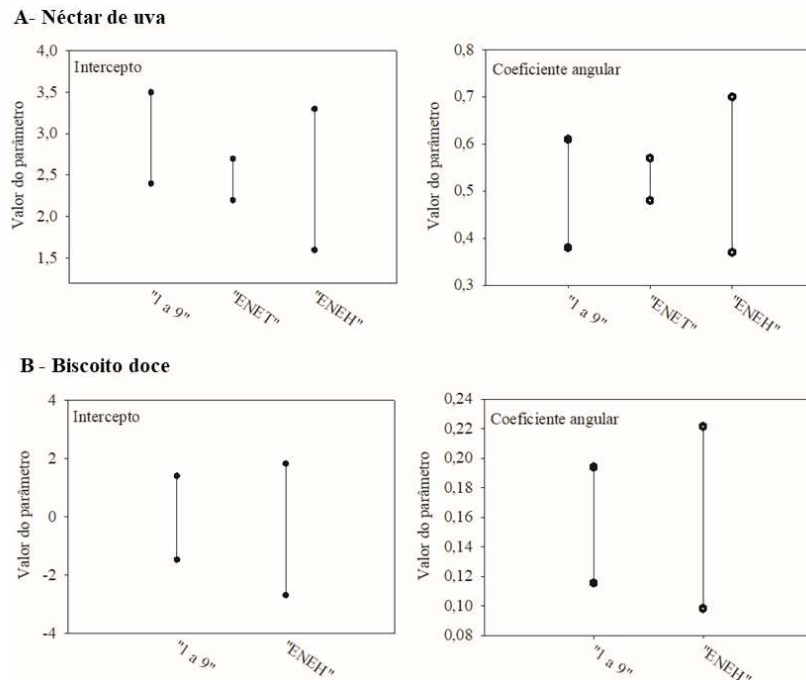 A- Néctar de uva
Intercepto
Valor do parâmetro
4,0
3,5
3,0
2,5
2,0
1,5
"1 a 9"
"ENET"
"ENEH"
Coeficiente angular
Valor do parâmetro
0,8
0,7
0,6
0,5
0,4
0,3
"1 a 9"
"ENET"
"ENEH"
B - Biscoito doce
Intercepto
Valor do parâmetro
4
2
0
-2
-4
"1 a 9"
"ENEH"
Coeficiente angular
Valor do parâmetro
0,24
0,22
0,20
0,18
0,16
0,14
0,12
0,10
0,08
"1 a 9"
"ENEH"